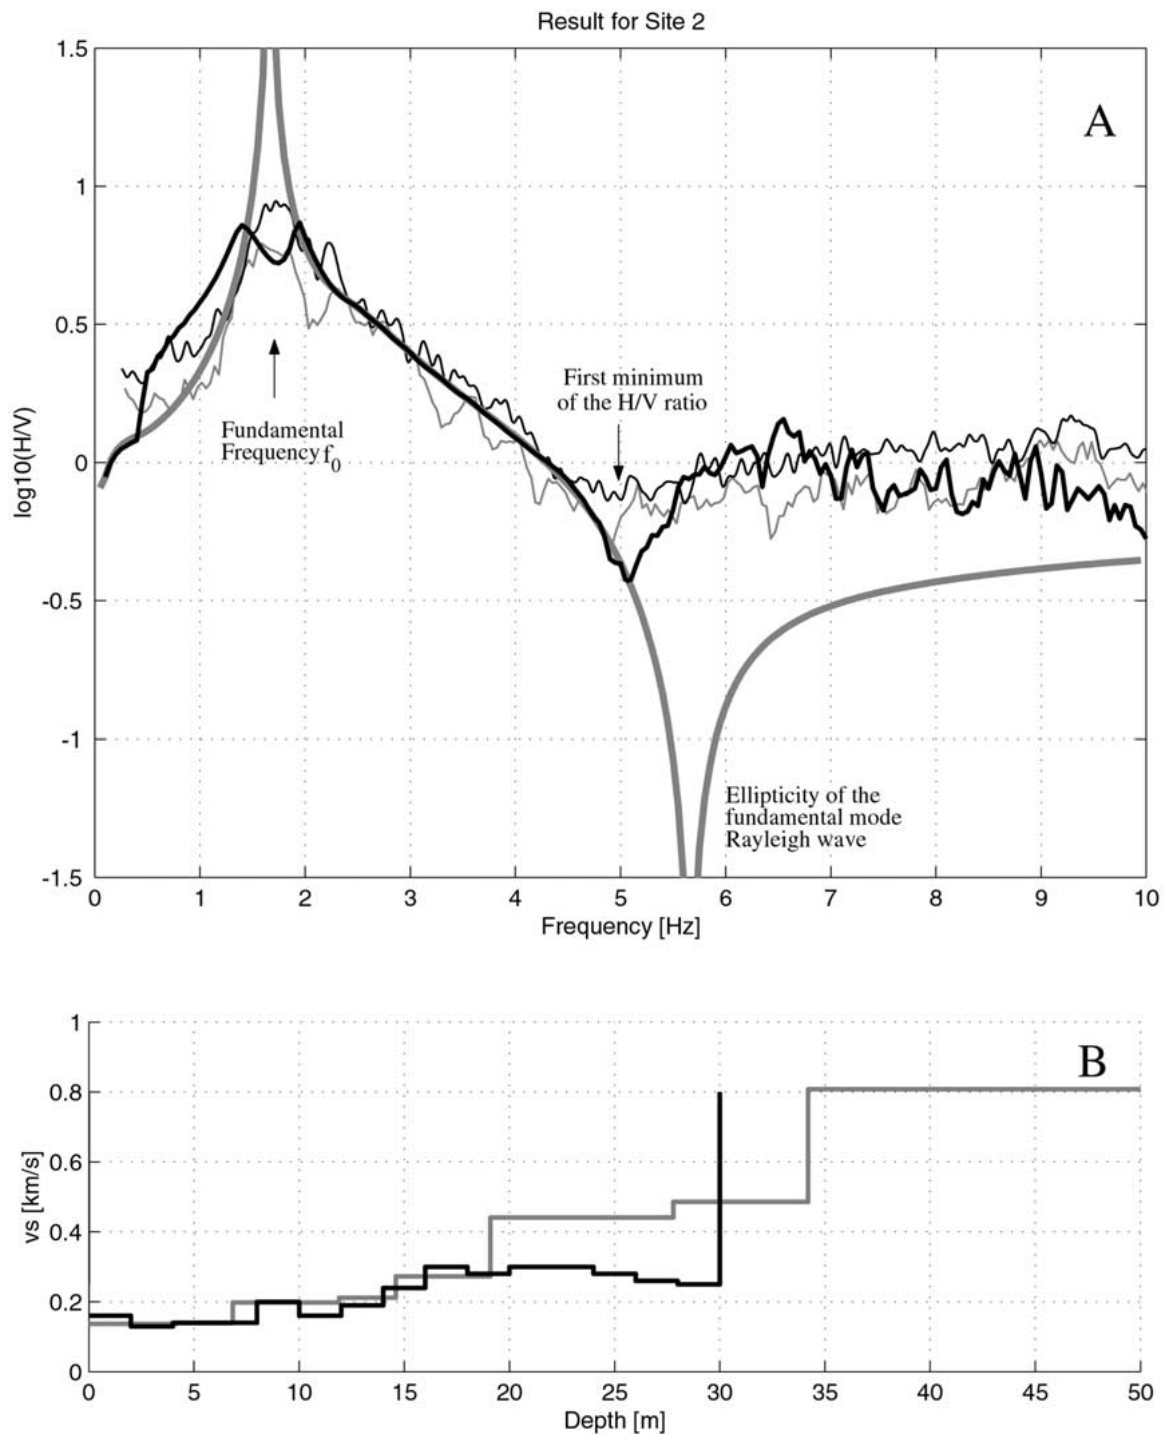 Result for Site 2
1.5
A
1
0.5
First minimum
of the H/V ratio
Fundamental
Frequency f0
log10(H/V)
0
-0.5
-1
Ellipticity of the
fundamental mode
Rayleigh wave
-1.5
0 1 2 3 4 5 6 7 8 9 10
Frequency [Hz]
1
B
0.8
0.6
vs [km/s]
0.4
0.2
0
0 5 10 15 20 25 30 35 40 45 50
Depth [m]